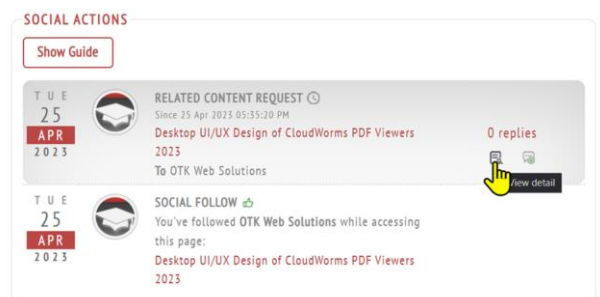 SOCIAL ACTIONS
Show Guide
TUE
25
APR
2023
RELATED CONTENT REQUEST
Since 25 Apr 2023 05:35:20 PM
Desktop UI/UX Design of CloudWorms PDF Viewers
2023
To OTK Web Solutions
0 replies
View detail
TUE
25
APR
2023
SOCIAL FOLLOW
You've followed OTK Web Solutions while accessing
this page:
Desktop UI/UX Design of CloudWorms PDF Viewers
2023